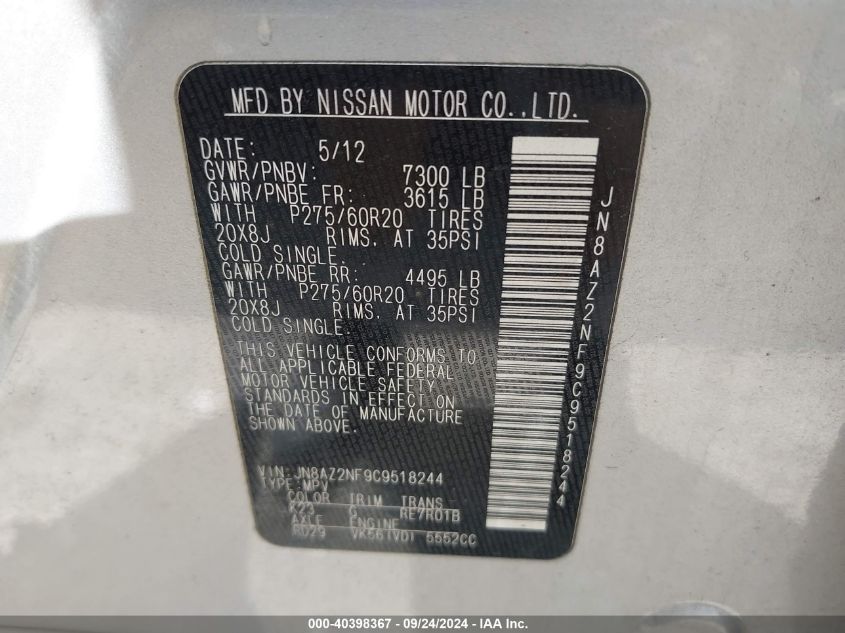 MFD BY NISSAN MOTOR CO.,LTD.
DATE: 5/12
GVWR/PNBV: 7300 LB
GAWR/PNBE FR: 3615 LB
WITH P275/60R20 TIRES
20X8J RIMS, AT 35PSI
COLD SINGLE.
GAWR/PNBE RR: 4495 LB
WITH P275/60R20 TIRES
20X8J RIMS, AT 35PSI
COLD SINGLE.
THIS VEHICLE CONFORMS TO
ALL APPLICABLE FEDERAL
MOTOR VEHICLE SAFETY
STANDARDS IN EFFECT ON
THE DATE OF MANUFACTURE
SHOWN ABOVE.
VIN:JN8AZ2NF9C9518244
TYPE:MPV
COLOR TRIM TRANS
K23 G RE7R01B
AXLE ENGINE
RD29 VK561VD1 5552CC
JN8AZ2NF9C9518244
000-40398367 - 09/24/2024 - IAA Inc.